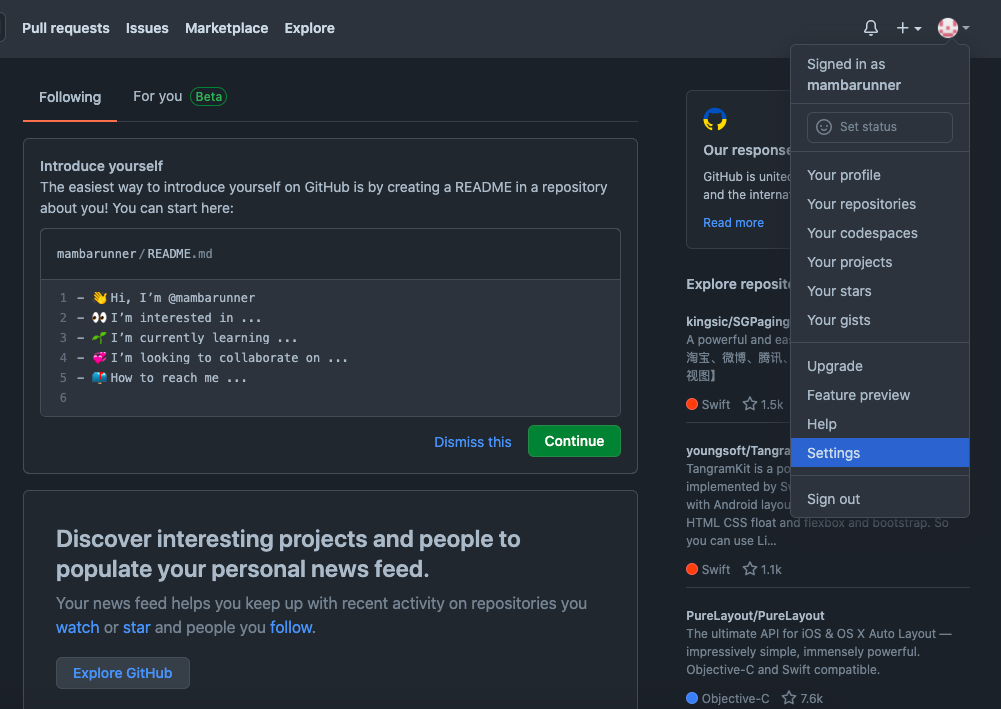 Pull requests Issues Marketplace Explore
Signed in as
mambarunner
Set status
Your profile
Your repositories
Your codespaces
Your projects
Your stars
Your gists
Upgrade
Feature preview
Help
Settings
Sign out
Following For you Beta
Introduce yourself
The easiest way to introduce yourself on GitHub is by creating a README in a repository
about you! You can start here:
mambarunner/README.md
1 – 👋 Hi, I’m @mambarunner
2 – 👀 I’m interested in ...
3 – 🌱 I’m currently learning ...
4 – 💞️ I’m looking to collaborate on ...
5 – 📫 How to reach me ...
6
Dismiss this Continue
Discover interesting projects and people to
populate your personal news feed.
Your news feed helps you keep up with recent activity on repositories you
watch or star and people you follow.
Explore GitHub
Our response
GitHub is
and the
Read more
Explore
kingsic/SGPaging
A powerful and
淘宝、微博、腾讯、
视图】
Swift 1.5k
youngsoft/Tangra
TangramKit is a
implemented by
with Android
HTML CSS float and flexbox and bootstrap. So
you can use Li...
Swift 1.1k
PureLayout/PureLayout
The ultimate API for iOS & OS X Auto Layout —
impressively simple, immensely powerful.
Objective-C and Swift compatible.
Objective-C 7.6k